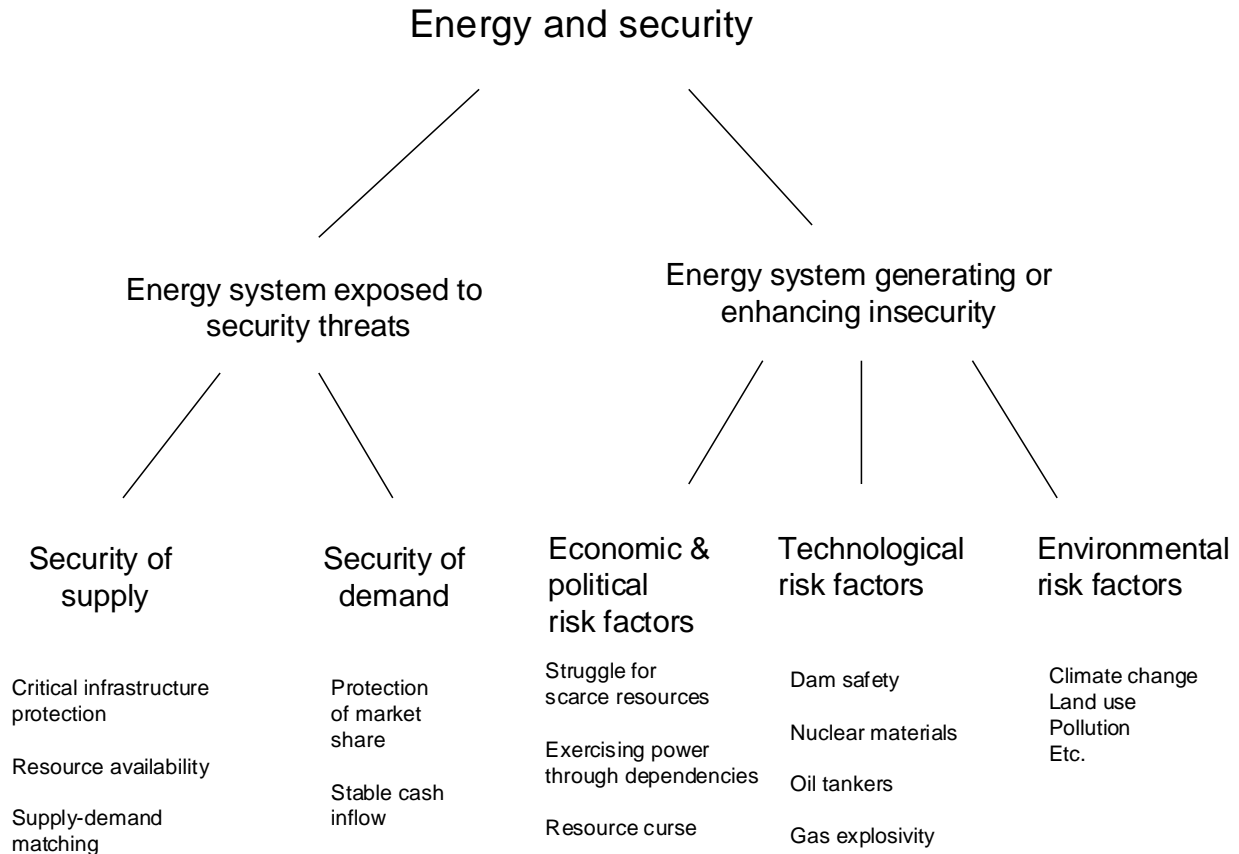 Energy and security
Energy system exposed to
security threats
Energy system generating or
enhancing insecurity
Security of
supply
Security of
demand
Economic &
political
risk factors
Technological
risk factors
Environmental
risk factors
Critical infrastructure
protection
Resource availability
Supply-demand
matching
Protection
of market
share
Stable cash
inflow
Struggle for
scarce resources
Exercising power
through dependencies
Resource curse
Dam safety
Nuclear materials
Oil tankers
Gas explosivity
Climate change
Land use
Pollution
Etc.